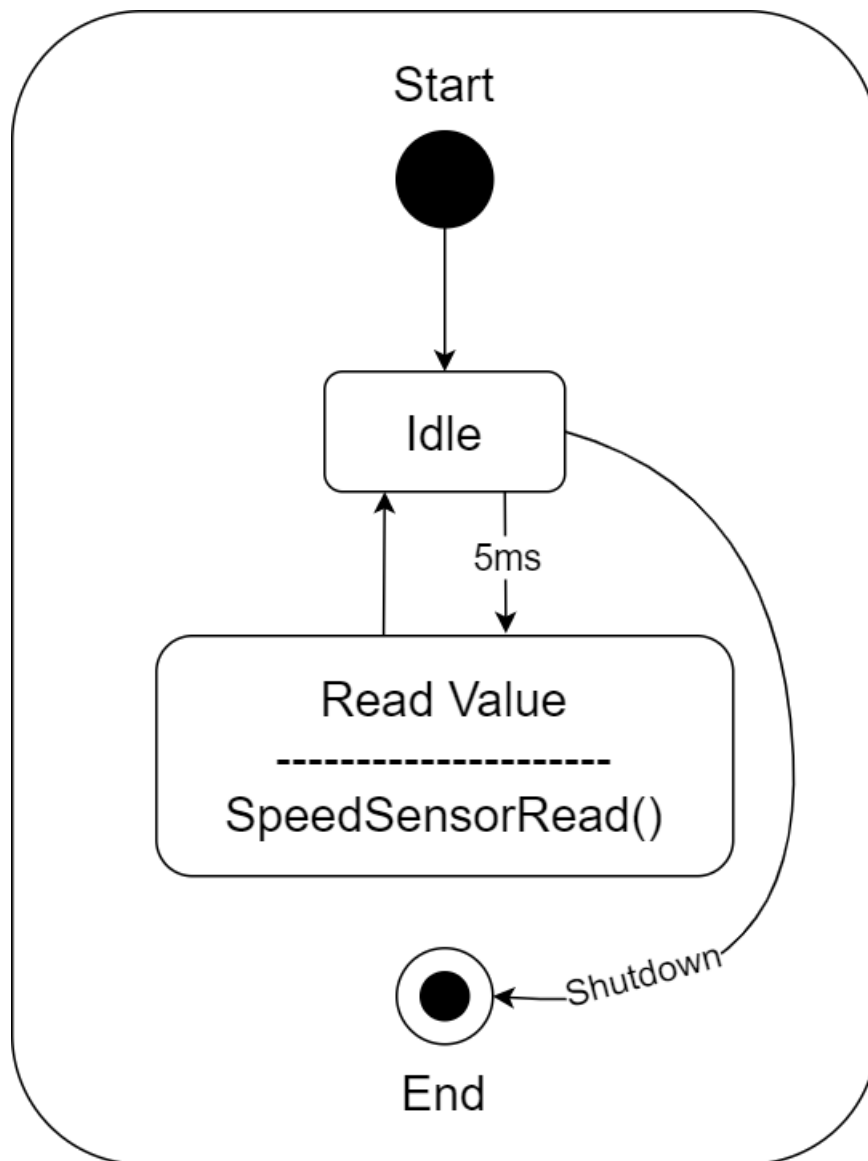 Start
Idle
5ms
Read Value
---------------------
SpeedSensorRead()
Shutdown
End